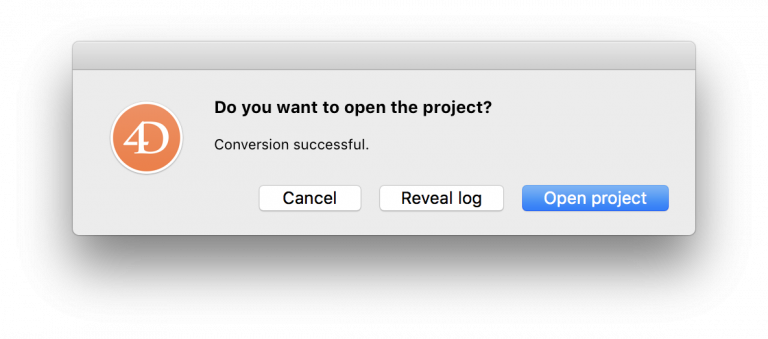 4D
Do you want to open the project?
Conversion successful.
Cancel Reveal log Open project